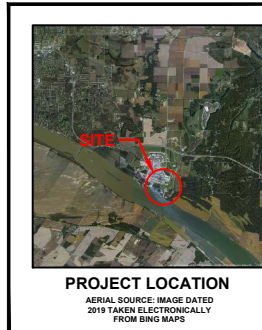 SITE
PROJECT LOCATION
AERIAL SOURCE: IMAGE DATED
2019 TAKEN ELECTRONICALLY
FROM BING MAPS